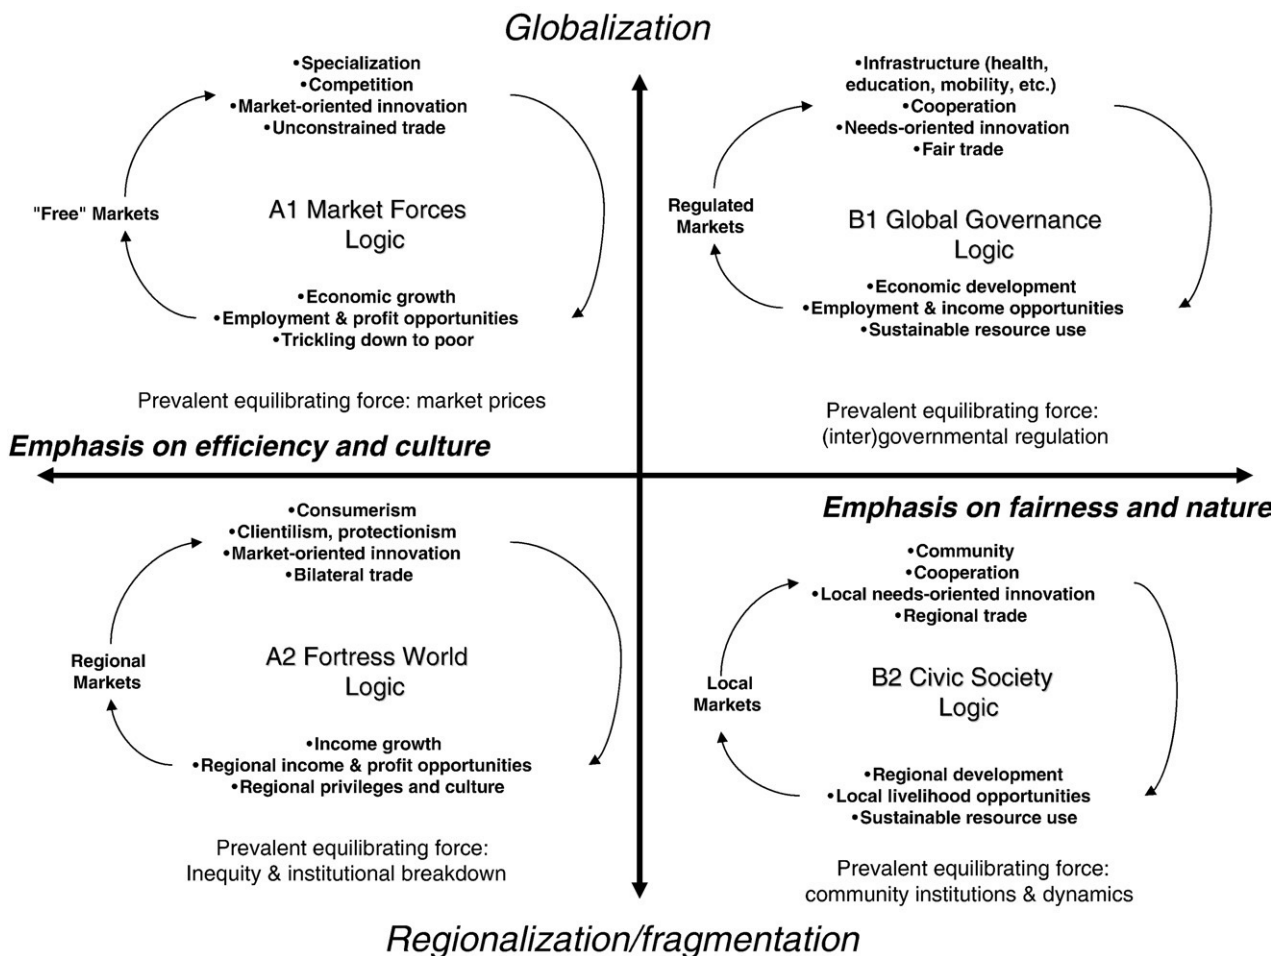 Globalization
•Specialization
•Competition
•Market-oriented innovation
•Unconstrained trade
"Free" Markets
A1 Market Forces
Logic
•Economic growth
•Employment & profit opportunities
•Trickling down to poor
Prevalent equilibrating force: market prices
•Infrastructure (health,
education, mobility, etc.)
•Cooperation
•Needs-oriented innovation
•Fair trade
Regulated
Markets
B1 Global Governance
Logic
•Economic development
•Employment & income opportunities
•Sustainable resource use
Prevalent equilibrating force:
(inter)governmental regulation
Emphasis on efficiency and culture
Emphasis on fairness and nature
•Consumerism
•Clientilism, protectionism
•Market-oriented innovation
•Bilateral trade
Regional
Markets
A2 Fortress World
Logic
•Income growth
•Regional income & profit opportunities
•Regional privileges and culture
Prevalent equilibrating force:
Inequity & institutional breakdown
•Community
•Cooperation
•Local needs-oriented innovation
•Regional trade
Local
Markets
B2 Civic Society
Logic
•Regional development
•Local livelihood opportunities
•Sustainable resource use
Prevalent equilibrating force:
community institutions & dynamics
Regionalization/fragmentation